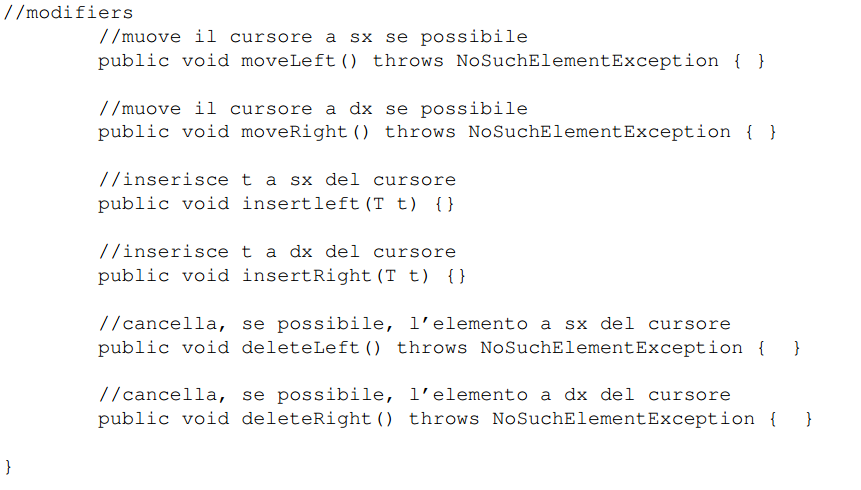 //modifiers
//muove il cursore a sx se possibile
public void moveLeft() throws NoSuchElementException { }
//muove il cursore a dx se possibile
public void moveRight() throws NoSuchElementException { }
//inserisce t a sx del cursore
public void insertleft(T t) {}
//inserisce t a dx del cursore
public void insertRight(T t) {}
//cancella, se possibile, l’elemento a sx del cursore
public void deleteLeft() throws NoSuchElementException {  }
//cancella, se possibile, l’elemento a dx del cursore
public void deleteRight() throws NoSuchElementException {  }
}